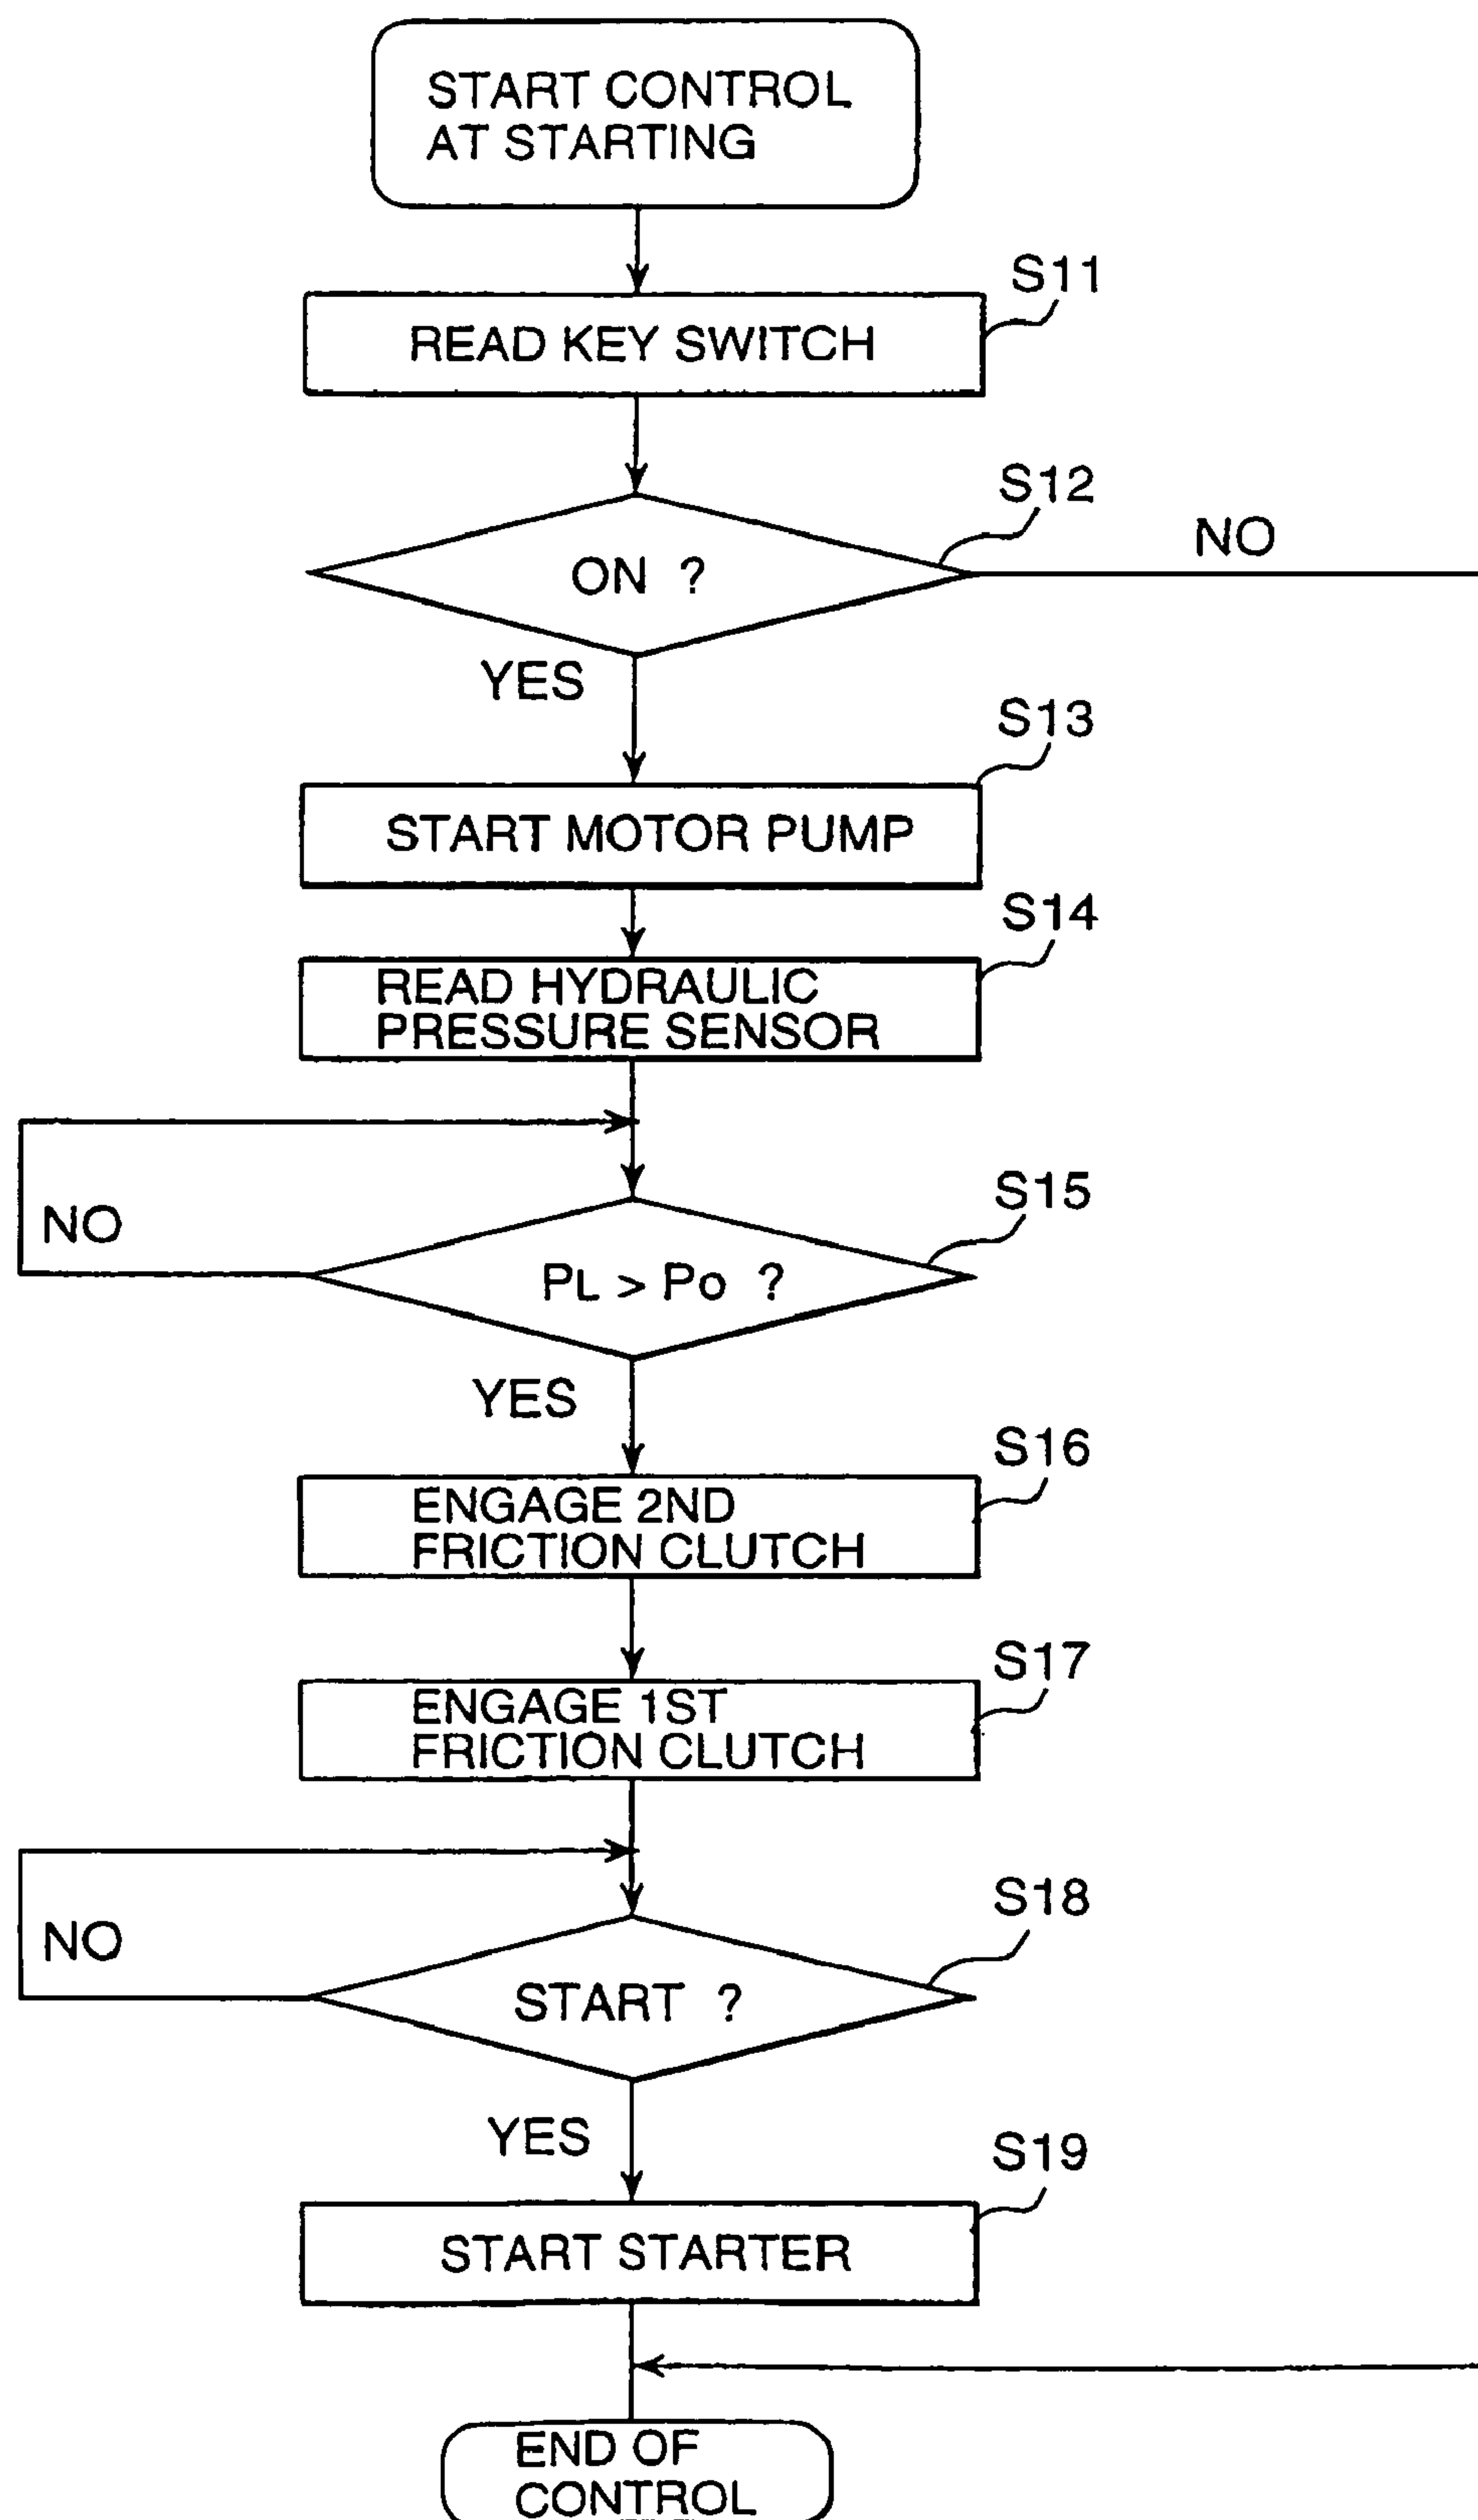 START CONTROL
AT STARTING
S11
READ KEY SWITCH
S12
NO
ON ?
YES
S13
START MOTOR PUMP
S14
READ HYDRAULIC
PRESSURE SENSOR
S15
NO
PL > Po ?
YES
S16
ENGAGE 2ND
FRICTION CLUTCH
S17
ENGAGE 1ST
FRICTION CLUTCH
S18
NO
START ?
YES
S19
START STARTER
END OF
CONTROL